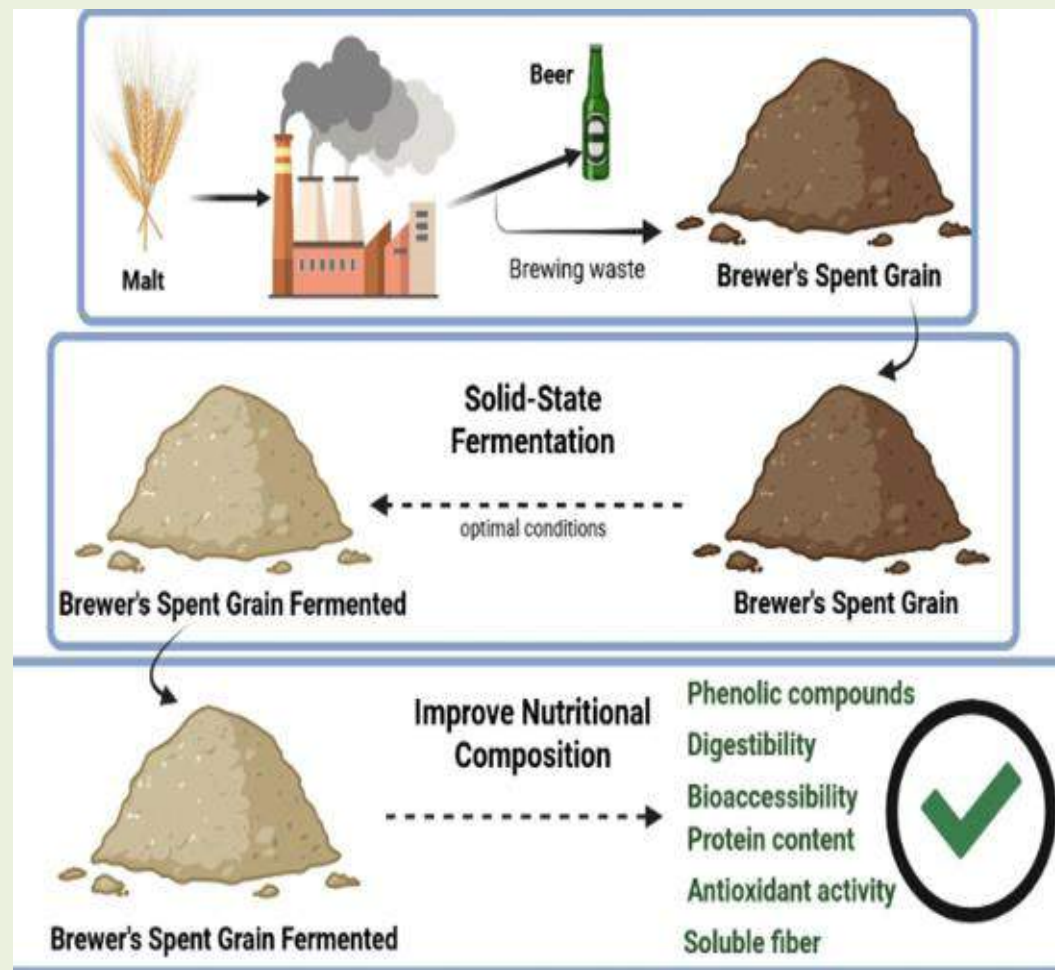 Beer
Malt
Brewing waste
Brewer's Spent Grain
Solid-State
Fermentation
optimal conditions
Brewer's Spent Grain Fermented
Brewer's Spent Grain
Improve Nutritional
Composition
Phenolic compounds
Digestibility
Bioaccessibility
Protein content
Antioxidant activity
Soluble fiber
Brewer's Spent Grain Fermented